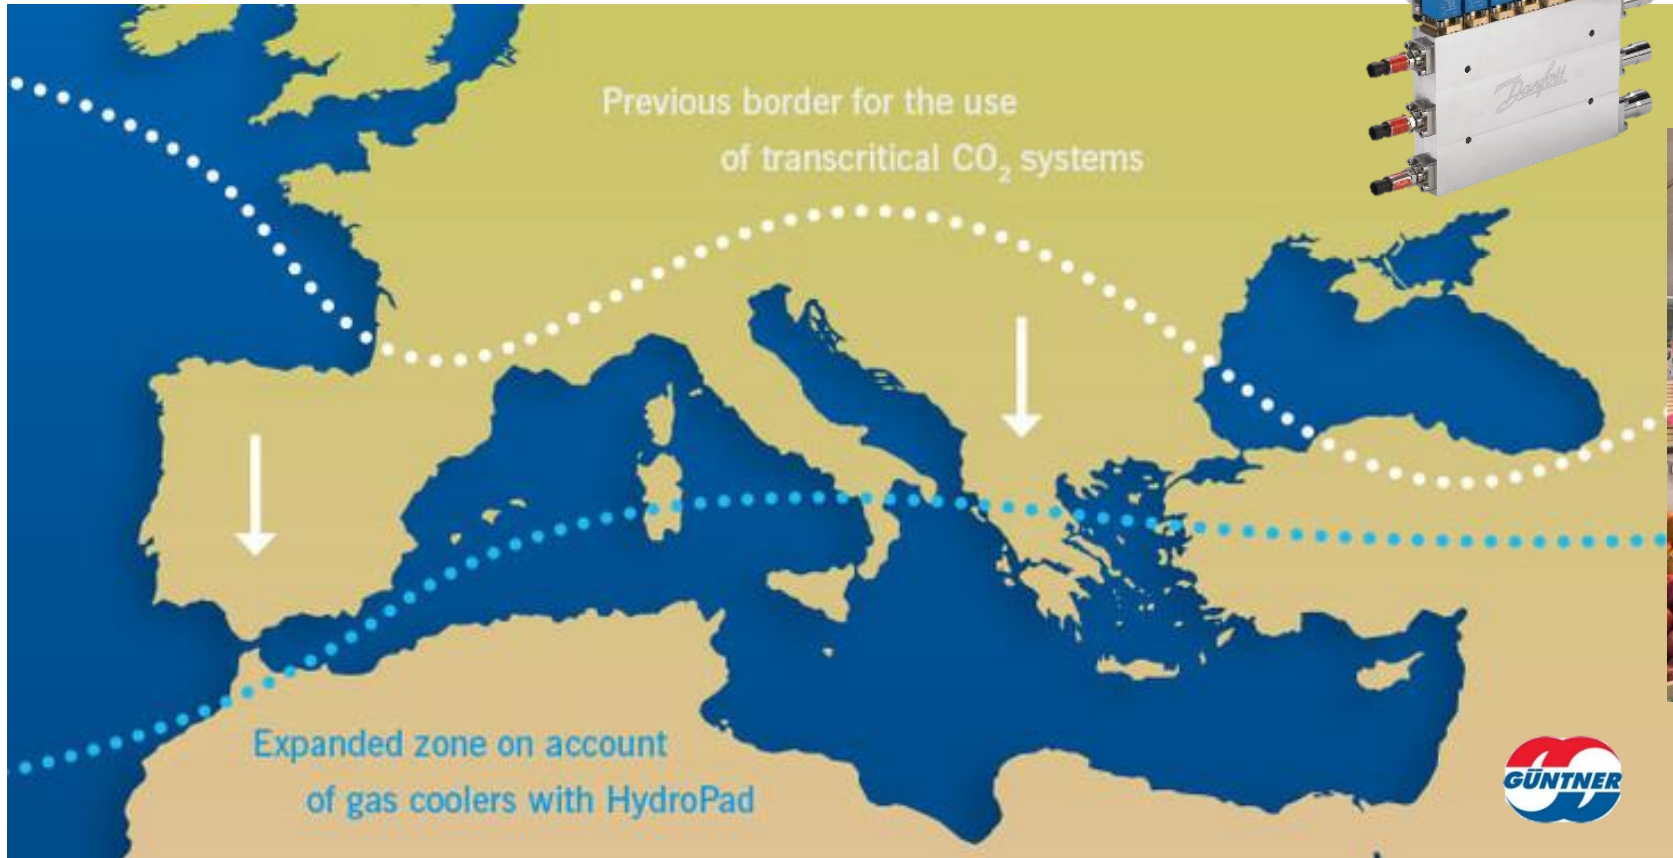 Danfoss
Previous border for the use
of transcritical CO₂ systems
Expanded zone on account
of gas coolers with HydroPad
GÜNTNER